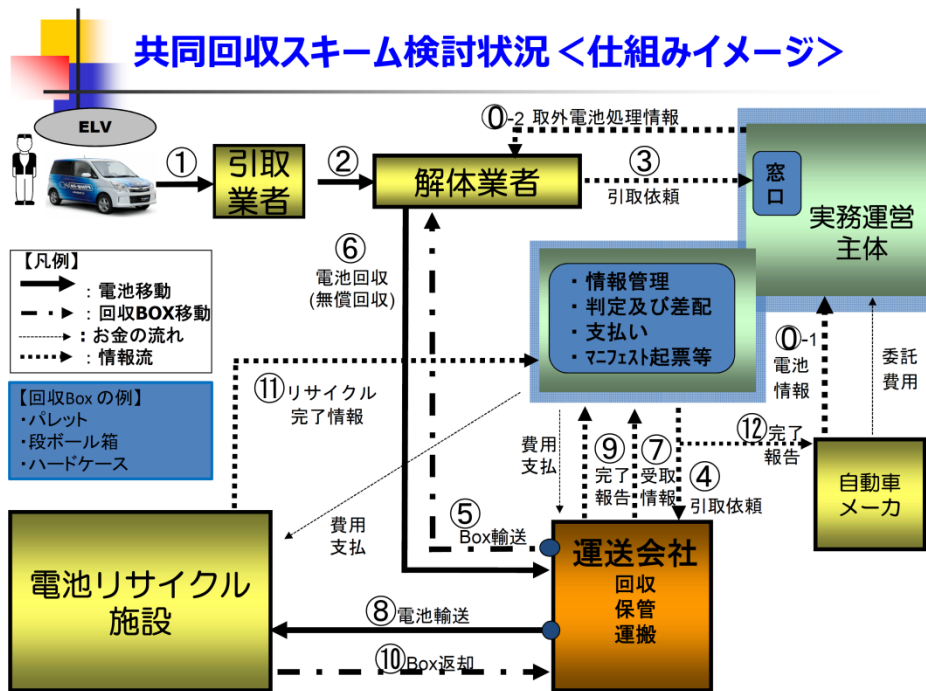 共同回収スキーム検討状況 <仕組みイメージ>
ELV
①
引取
業者
②
解体業者
⓪-2 取外電池処理情報
③
引取依頼
窓
口
実務運営
主体
【凡例】
：電池移動
：回収BOX移動
：お金の流れ
：情報流
⑥
電池回収
(無償回収)
・情報管理
・判定及び差配
・支払い
・マニフェスト起票等
⓪-1
電池
情報
委託
費用
【回収Box の例】
・パレット
・段ボール箱
・ハードケース
⑪リサイクル
完了情報
費用
支払
⑨
完了
報告
⑦
受取
情報
④
引取依頼
⑫完了
報告
自動車
メーカ
費用
支払
⑤
Box輸送
電池リサイクル
施設
運送会社
回収
保管
運搬
⑧電池輸送
⑩Box返却